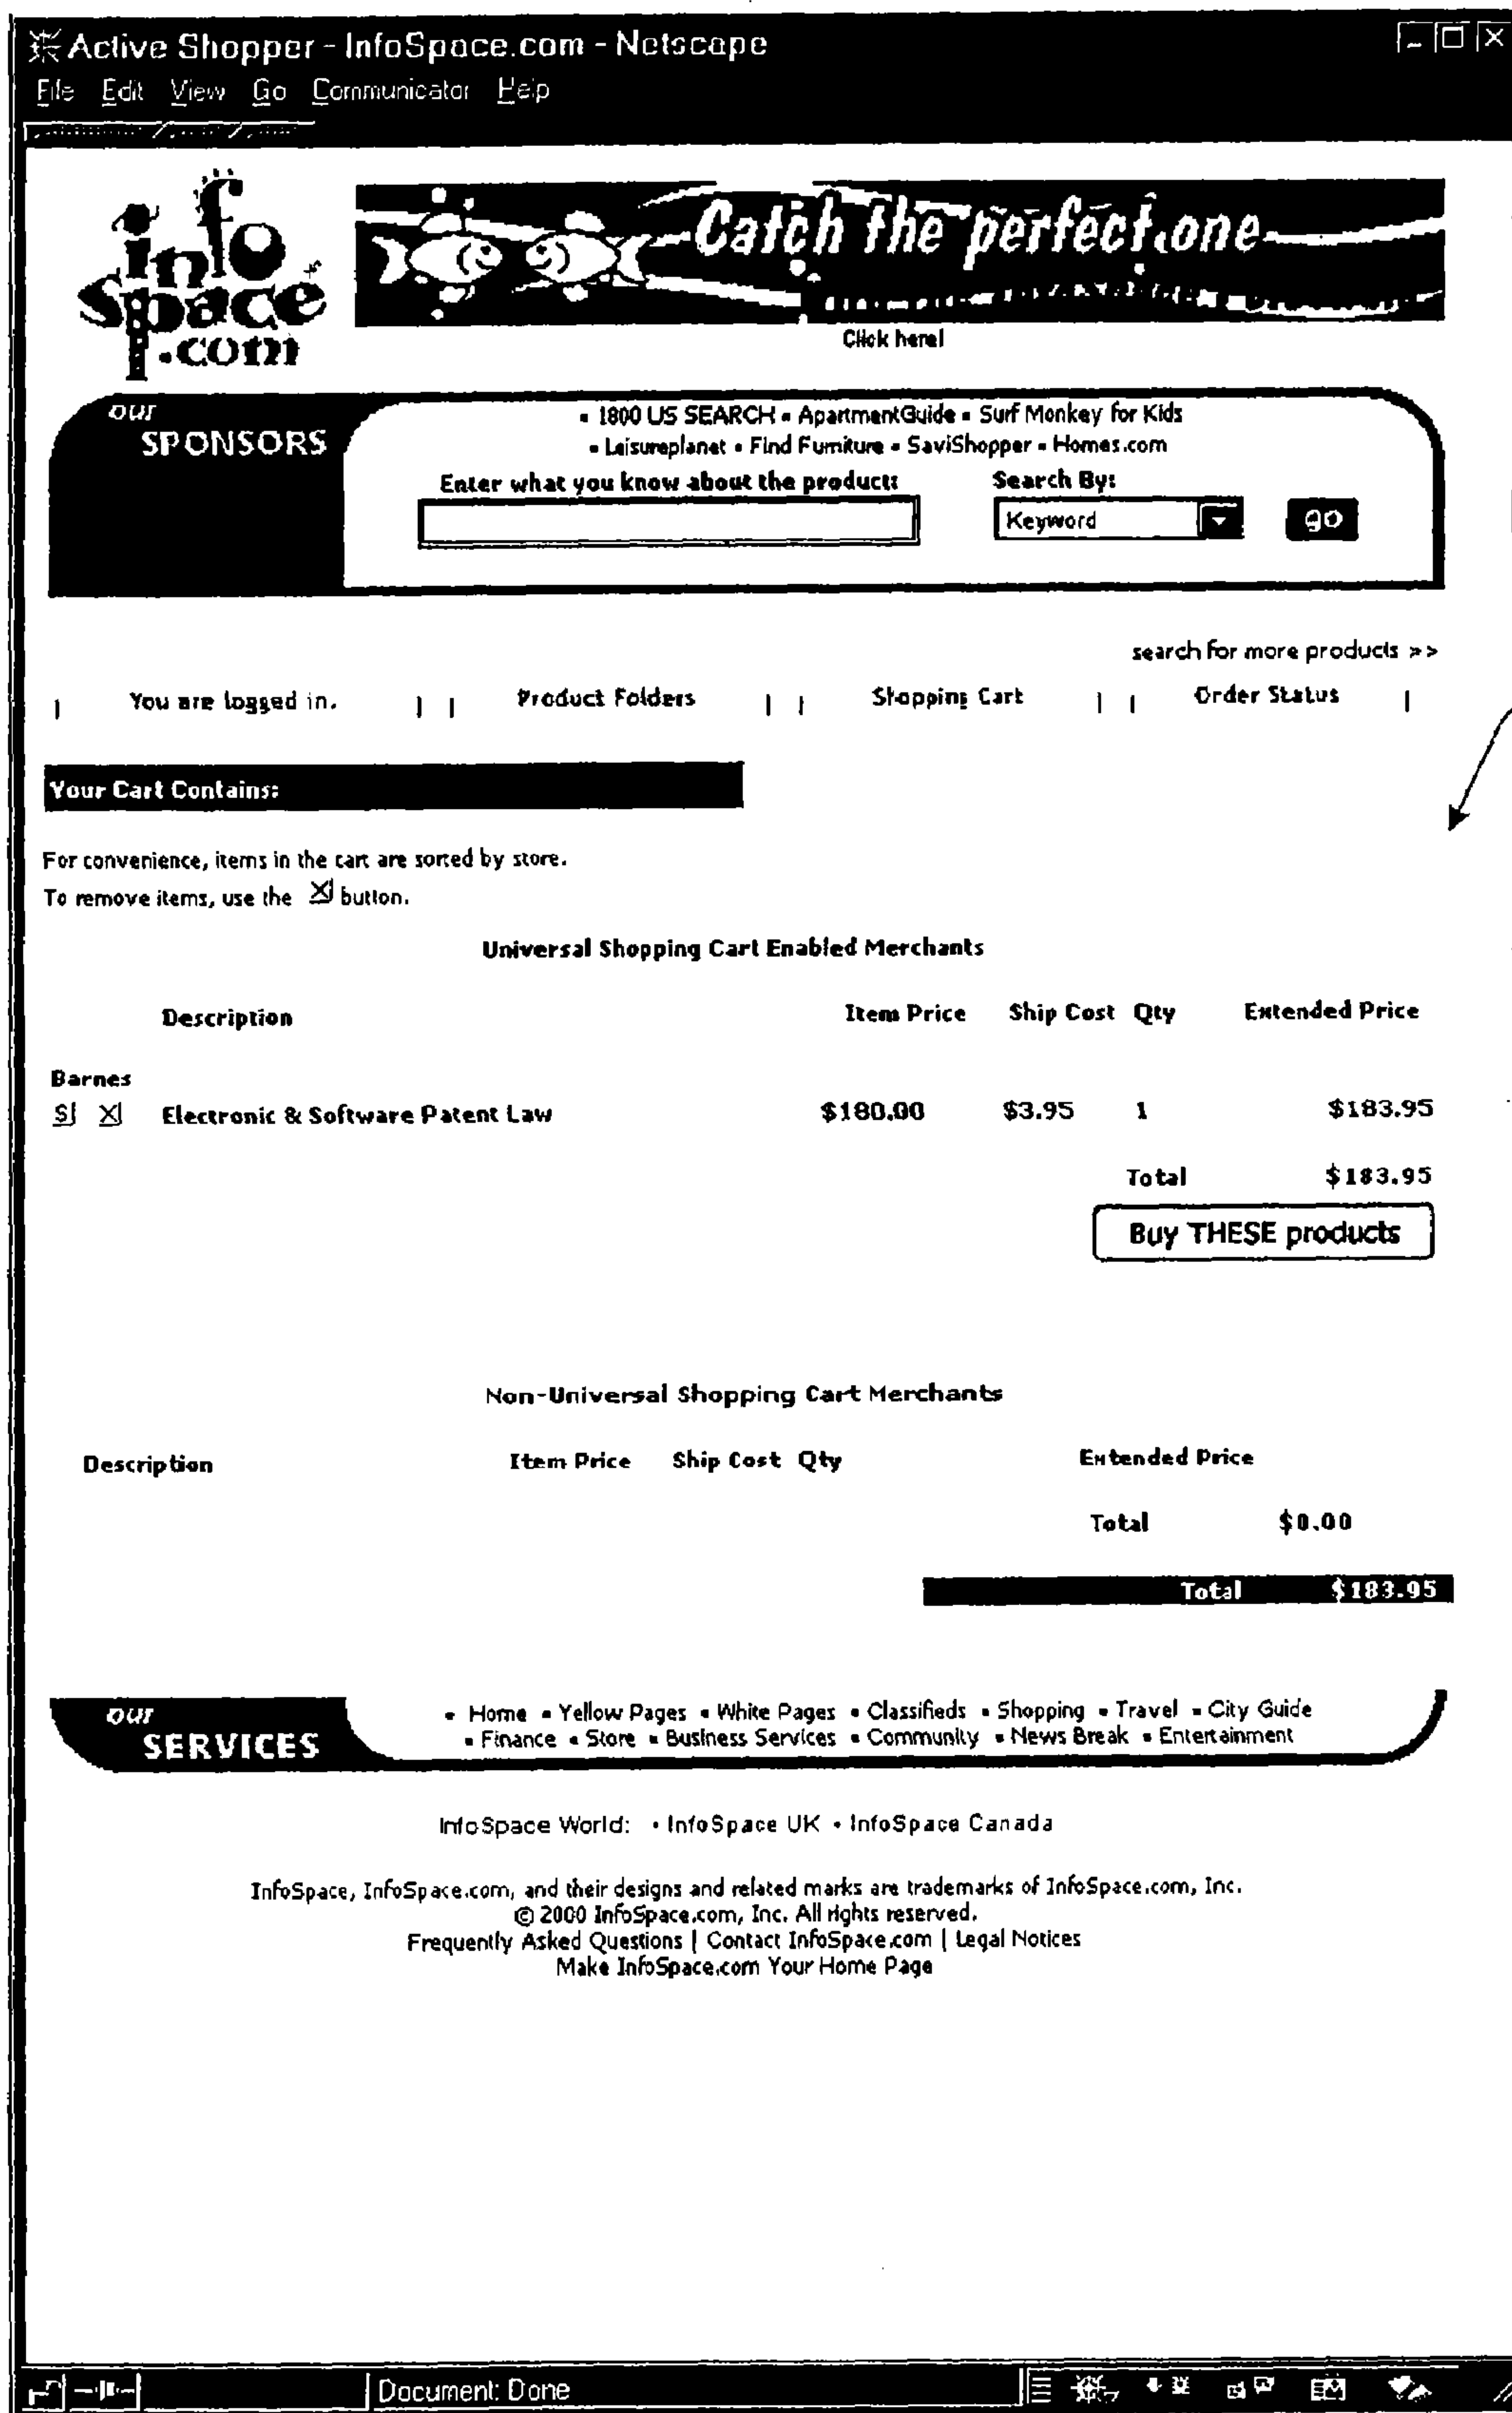 Active Shopper - InfoSpace.com - Netscape
File Edit View Go Communicator Help
info
space
.com
Catch the perfect one
Click here!
our
SPONSORS
▪ 1800 US SEARCH ▪ ApartmentGuide ▪ Surf Monkey for Kids
▪ Leisureplanet ▪ Find Furniture ▪ SaviShopper ▪ Homes.com
Enter what you know about the product: Search By:
Keyword go
search for more products >>
| You are logged in. | | Product Folders | | Shopping Cart | | Order Status |
Your Cart Contains:
For convenience, items in the cart are sorted by store.
To remove items, use the X button.
Universal Shopping Cart Enabled Merchants
Description Item Price Ship Cost Qty Extended Price
Barnes
S X Electronic & Software Patent Law $180.00 $3.95 1 $183.95
Total $183.95
Buy THESE products
Non-Universal Shopping Cart Merchants
Description Item Price Ship Cost Qty Extended Price
Total $0.00
Total $183.95
our
SERVICES
▪ Home ▪ Yellow Pages ▪ White Pages ▪ Classifieds ▪ Shopping ▪ Travel ▪ City Guide
▪ Finance ▪ Store ▪ Business Services ▪ Community ▪ News Break ▪ Entertainment
InfoSpace World: • InfoSpace UK • InfoSpace Canada
InfoSpace, InfoSpace.com, and their designs and related marks are trademarks of InfoSpace.com, Inc.
© 2000 InfoSpace.com, Inc. All rights reserved.
Frequently Asked Questions | Contact InfoSpace.com | Legal Notices
Make InfoSpace.com Your Home Page
Document: Done